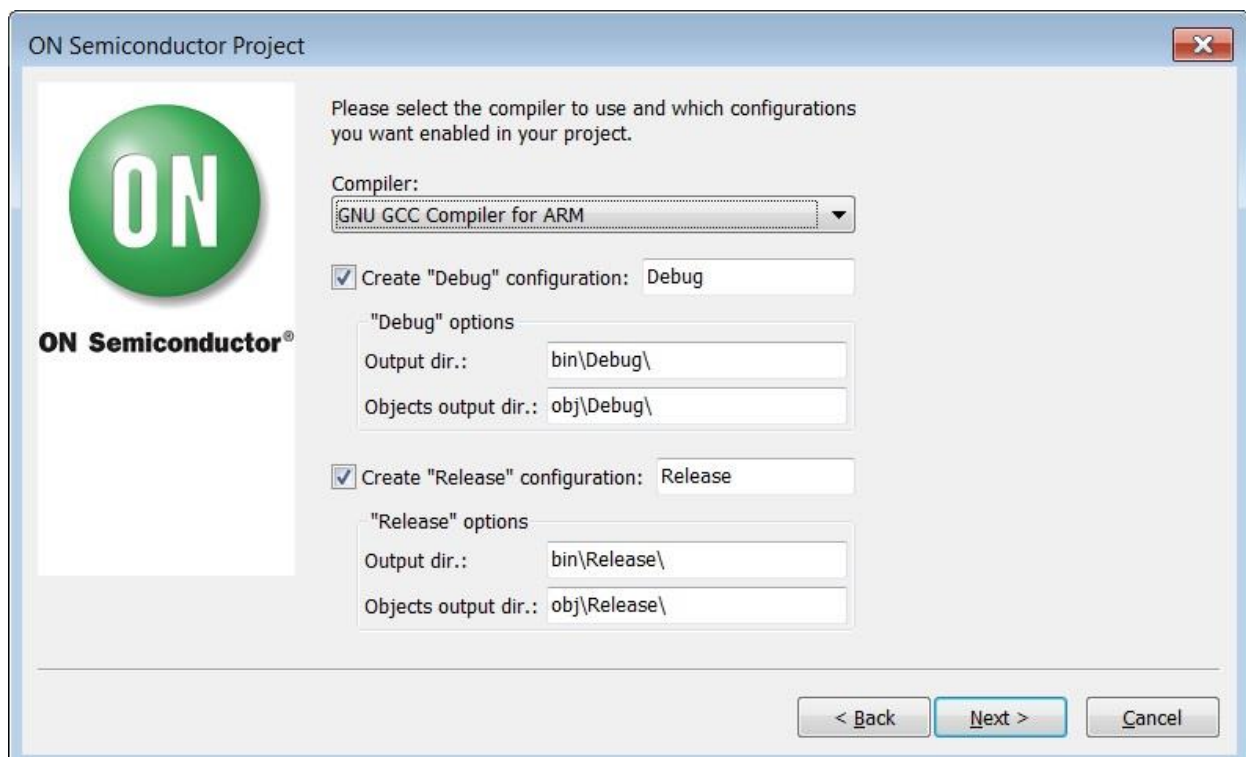 ON Semiconductor Project
ON
ON Semiconductor®
Please select the compiler to use and which configurations
you want enabled in your project.
Compiler:
GNU GCC Compiler for ARM
Create "Debug" configuration: Debug
"Debug" options
Output dir.: bin\Debug\
Objects output dir.: obj\Debug\
Create "Release" configuration: Release
"Release" options
Output dir.: bin\Release\
Objects output dir.: obj\Release\
< Back Next > Cancel